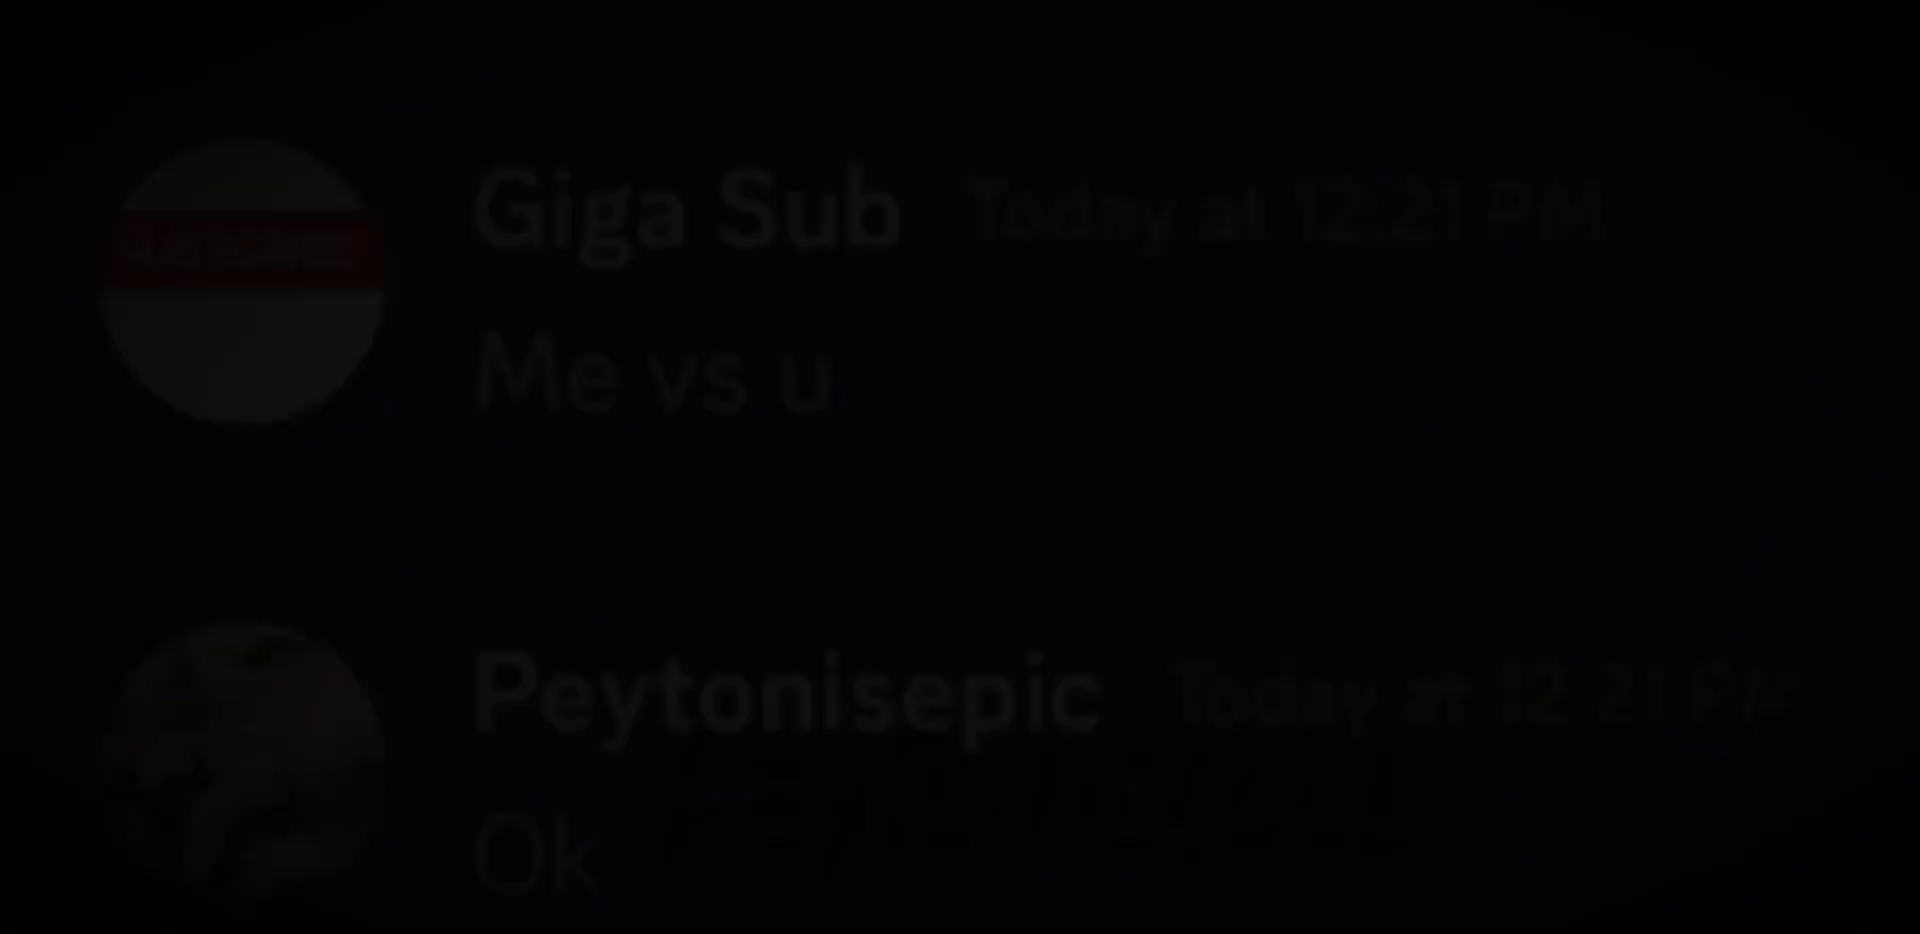 Giga Sub Today at 12:21 PM
Me vs u
Peytonisepic Today at 12:21 PM
Ok